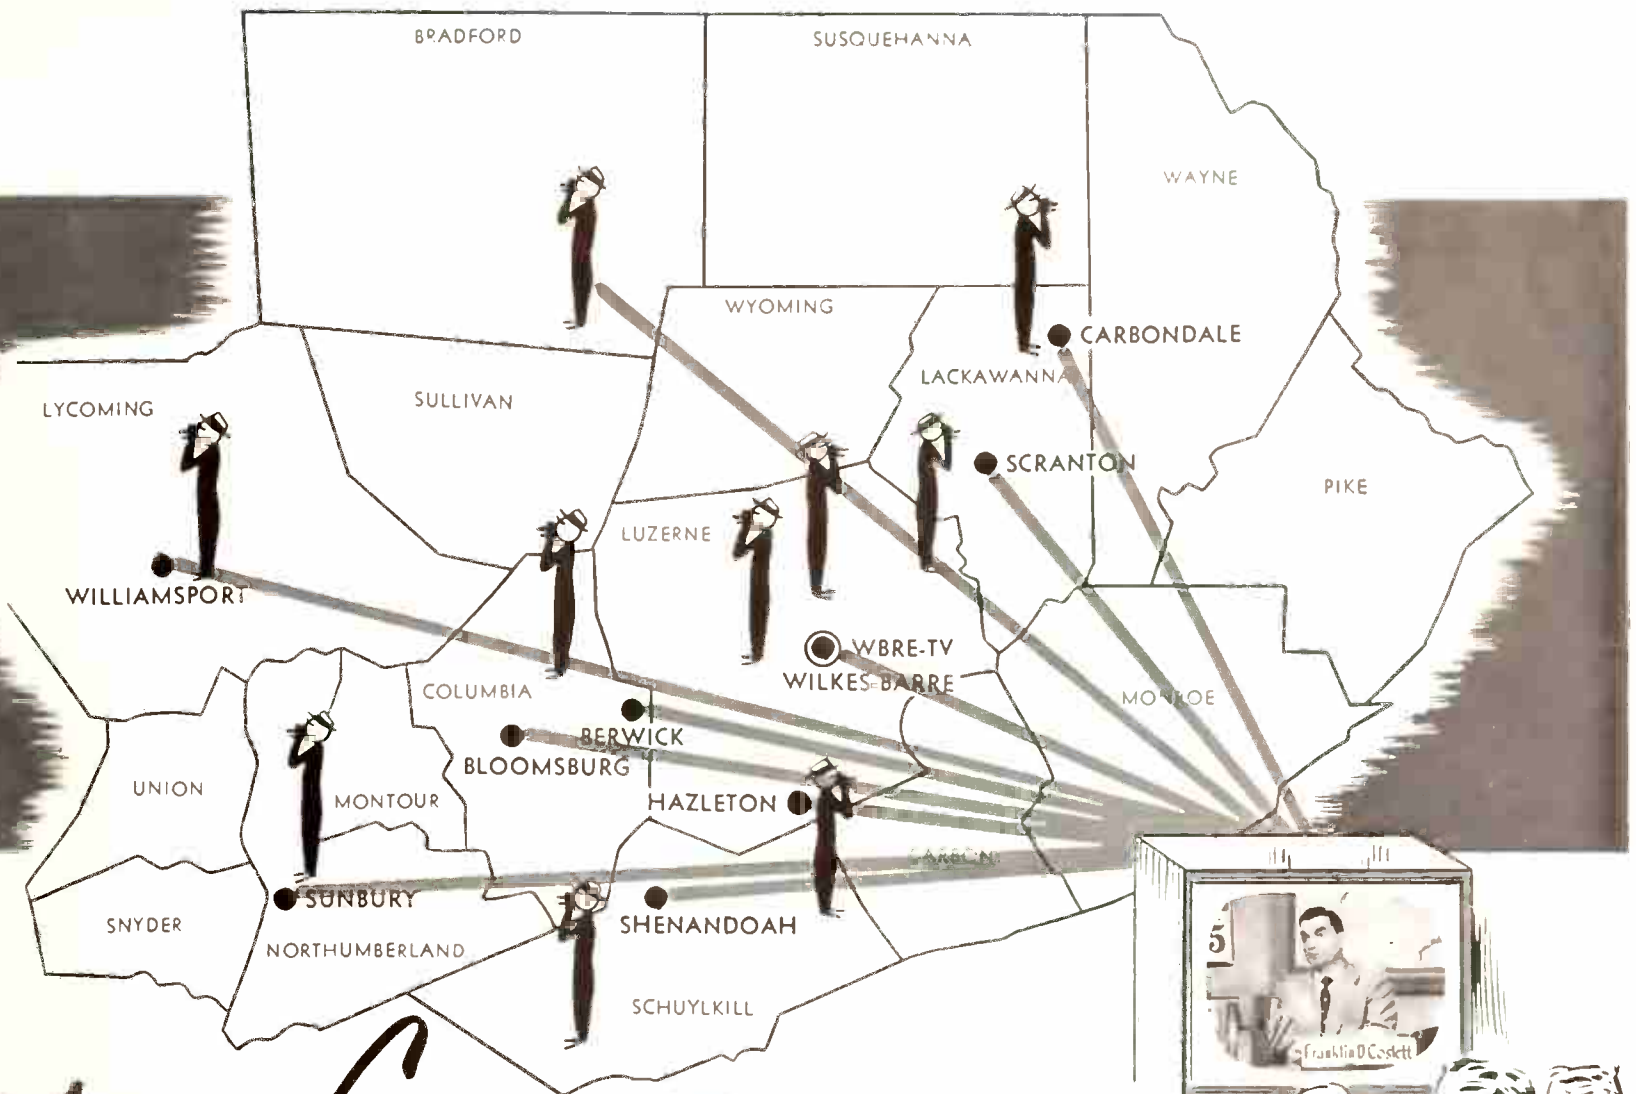 BRADFORD
SUSQUEHANNA
WAYNE
WYOMING
CARBONDALE
LACKAWANNA
SULLIVAN
LYCOMING
SCRANTON
PIKE
LUZERNE
WILLIAMSPORT
WBRE-TV
WILKES-BARRE
COLUMBIA
MONROE
BERWICK
BLOOMSBURG
UNION
MONTOUR
HAZLETON
CARBON
SUNBURY
SNYDER
SHENANDOAH
NORTHUMBERLAND
SCHUYLKILL
5
Franklin D Coslett